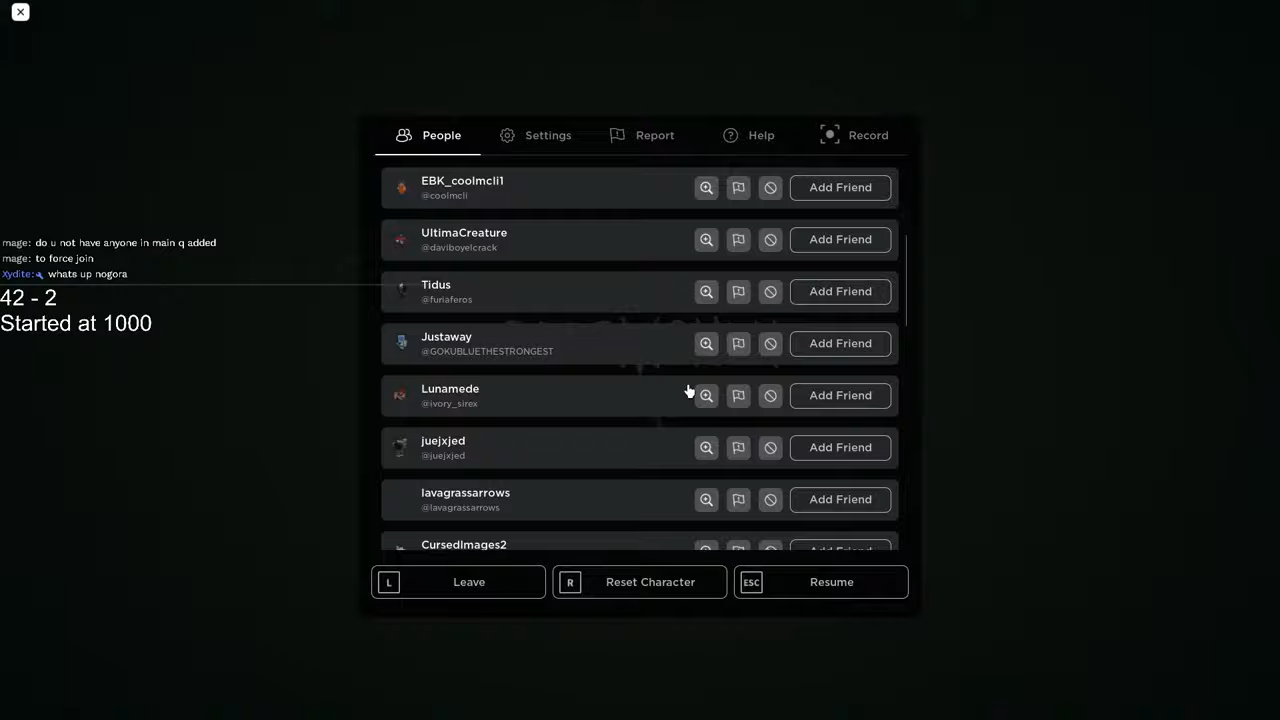 People
Settings
Report
Help
Record
EBK_coolmcli1
@coolmcli
Add Friend
UltimaCreature
@daviboyelcrack
Add Friend
Tidus
@furiaferos
Add Friend
Justaway
@GOKUBLUETHESTRONGEST
Add Friend
Lunamede
@ivory_sirex
Add Friend
juejxjed
@juejxjed
Add Friend
lavagrassarrows
@lavagrassarrows
Add Friend
CursedImages2
Add Friend
mage: do u not have anyone in main q added
mage: to force join
Xydite: whats up nogora
42 - 2
Started at 1000
L Leave
R Reset Character
ESC Resume